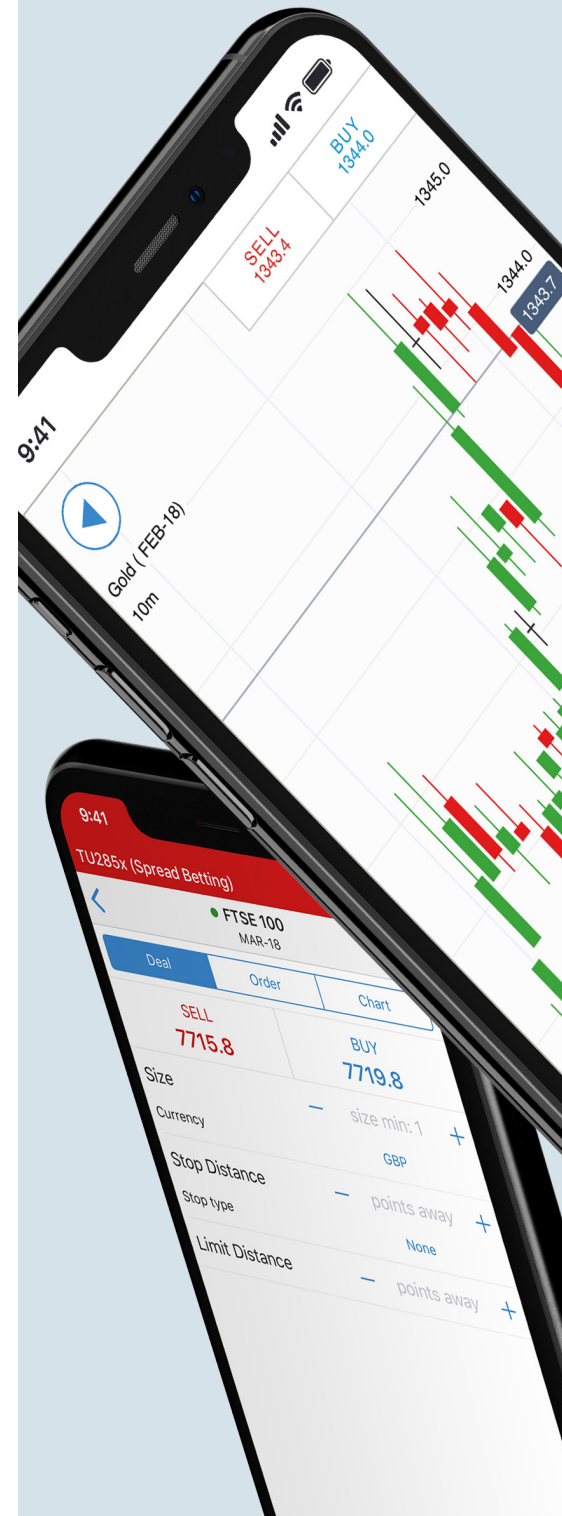 9:41
SELL
1343.4
BUY
1344.0
1345.0
1344.0
1343.7
Gold ( FEB-18)
10m
9:41
TU285x (Spread Betting)
FTSE 100
MAR-18
Deal
Order
Chart
SELL
7715.8
BUY
7719.8
Size
size min: 1
Currency
GBP
Stop Distance
points away
Stop type
None
Limit Distance
points away